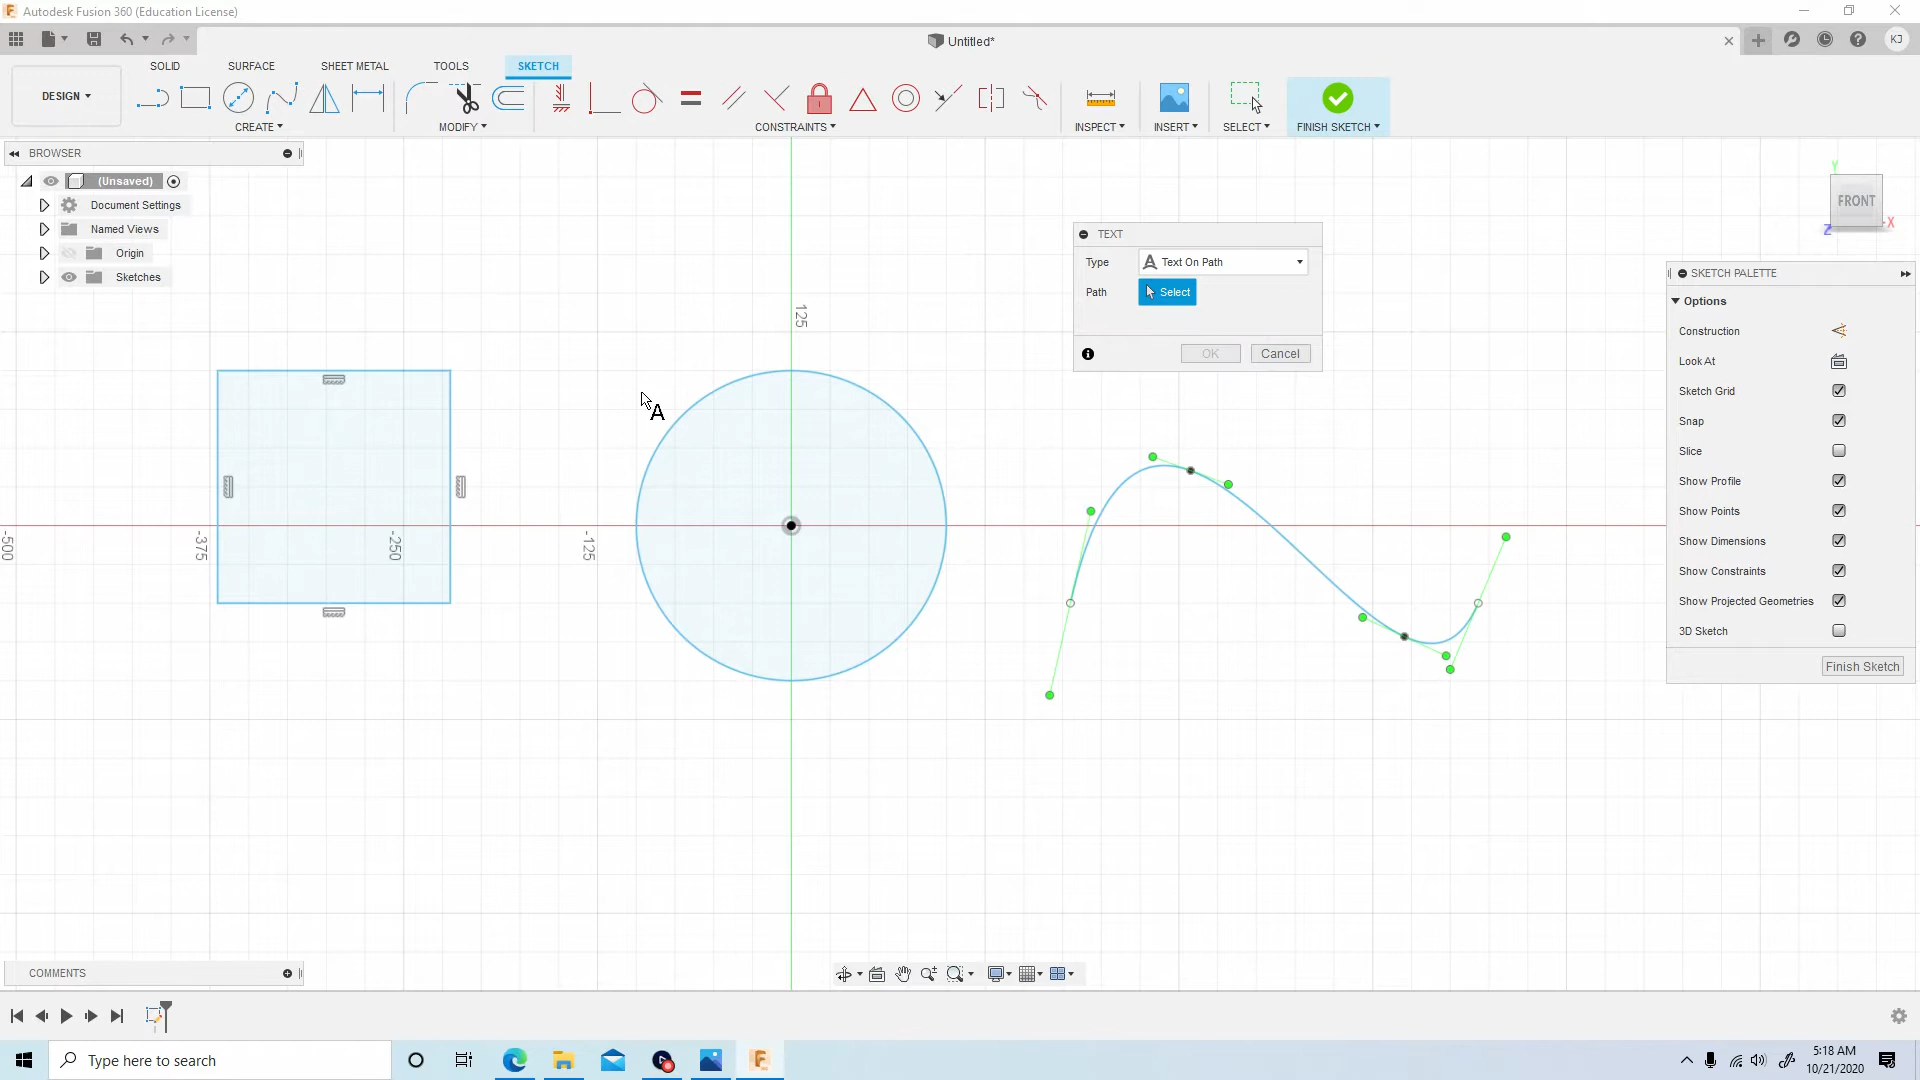 Autodesk Fusion 360 (Education License)
Untitled*
KJ
SOLID SURFACE SHEET METAL TOOLS SKETCH
DESIGN
CREATE MODIFY CONSTRAINTS INSPECT INSERT SELECT FINISH SKETCH
BROWSER
(Unsaved)
Document Settings
Named Views
Origin
Sketches
TEXT
Type Text On Path
Path Select
OK Cancel
Y
FRONT
X
Z
SKETCH PALETTE
Options
Construction
Look At
Sketch Grid
Snap
Slice
Show Profile
Show Points
Show Dimensions
Show Constraints
Show Projected Geometries
3D Sketch
Finish Sketch
125
A
-500
-375
-250
-125
COMMENTS
Type here to search
5:18 AM
10/21/2020